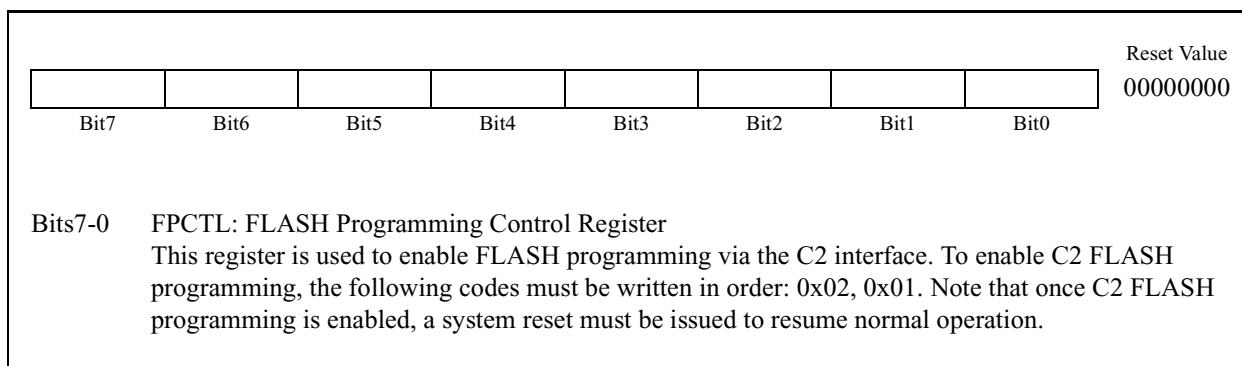 Reset Value
00000000
Bit7 Bit6 Bit5 Bit4 Bit3 Bit2 Bit1 Bit0
Bits7-0 FPCTL: FLASH Programming Control Register
This register is used to enable FLASH programming via the C2 interface. To enable C2 FLASH
programming, the following codes must be written in order: 0x02, 0x01. Note that once C2 FLASH
programming is enabled, a system reset must be issued to resume normal operation.